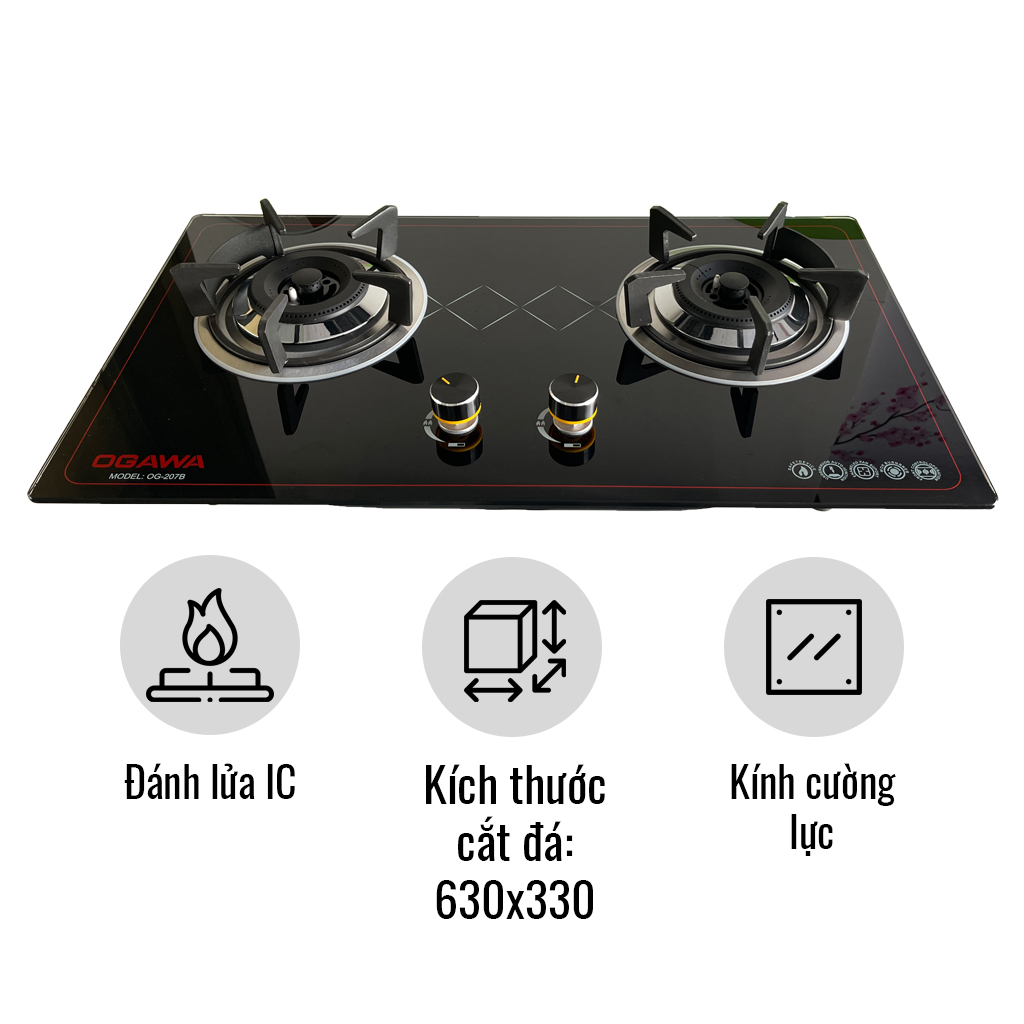 OGAWA
MODEL: OG-207B
Đánh lửa IC
Kích thước
cắt đá:
630x330
Kính cường
lực